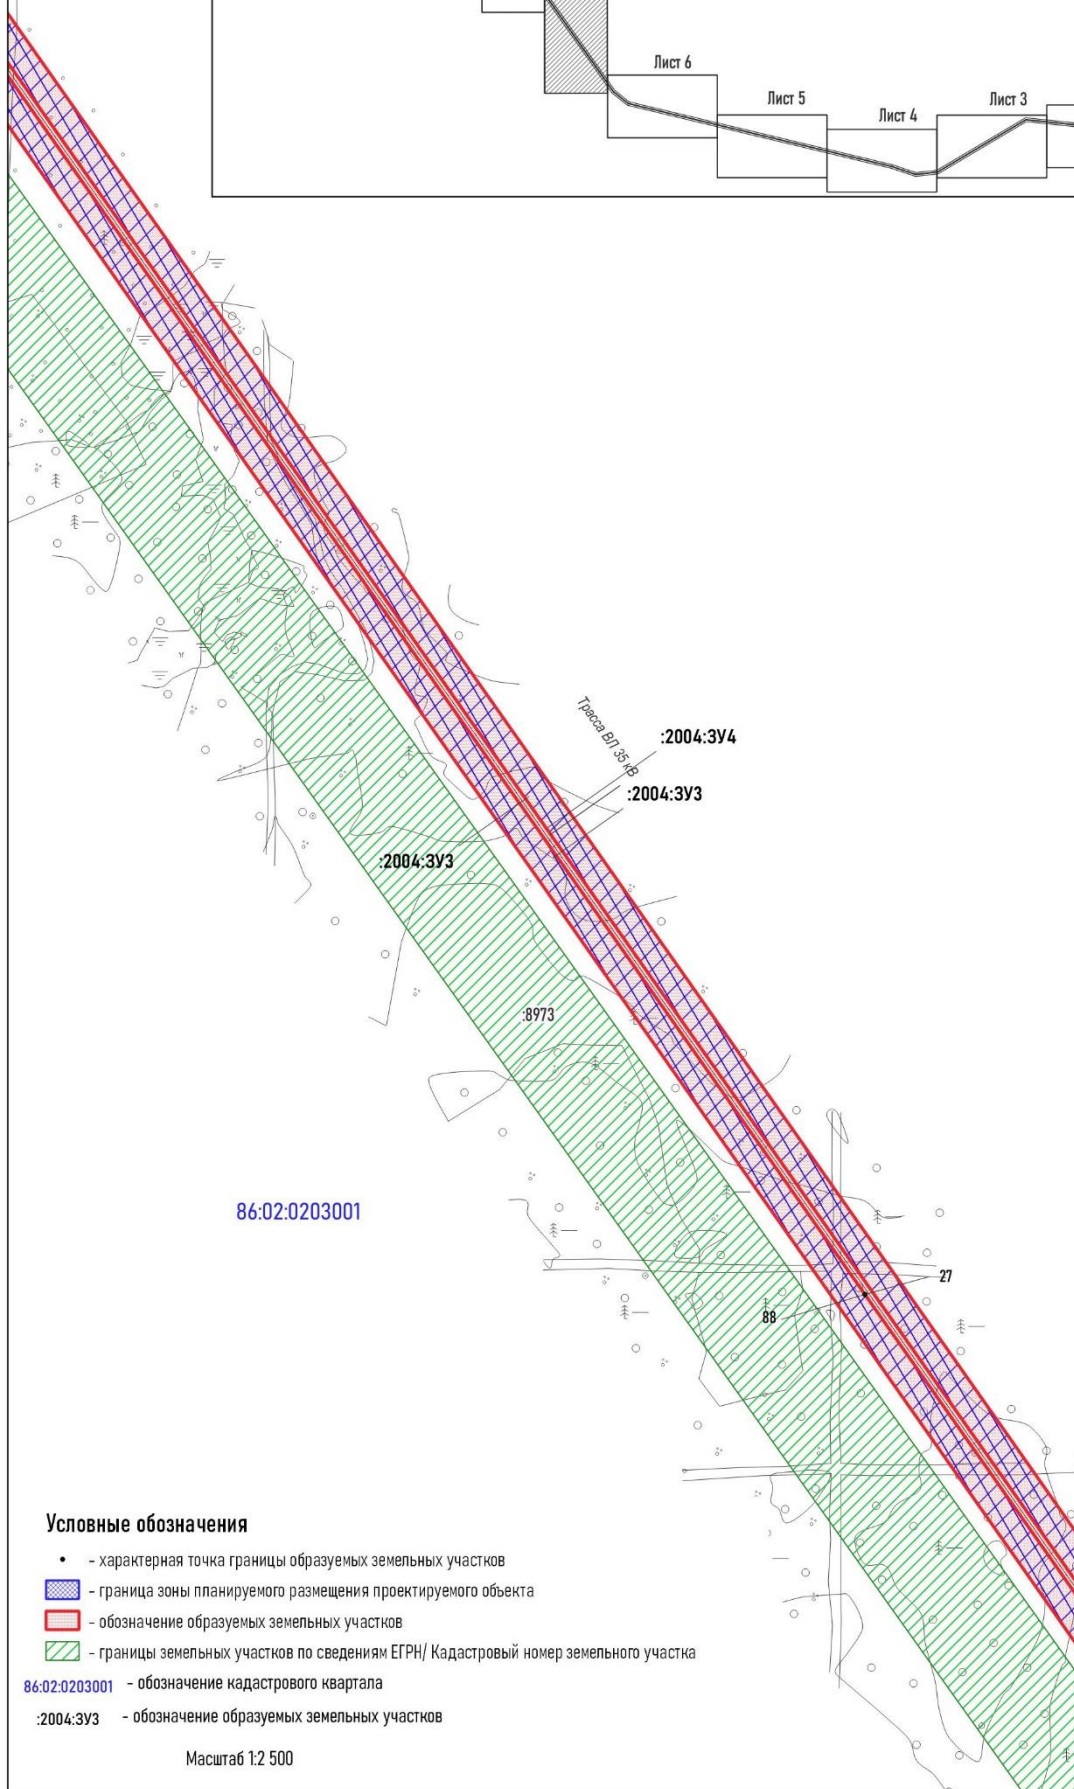 Лист 6
Лист 5
Лист 4
Лист 3
Трасса ВЛ 35 кВ
:2004:ЗУ4
:2004:ЗУ3
:2004:ЗУ3
:8973
86:02:0203001
27
88
Условные обозначения
- характерная точка границы образуемых земельных участков
- граница зоны планируемого размещения проектируемого объекта
- обозначение образуемых земельных участков
- границы земельных участков по сведениям ЕГРН/ Кадастровый номер земельного участка
86:02:0203001 - обозначение кадастрового квартала
:2004:ЗУ3 - обозначение образуемых земельных участков
Масштаб 1:2 500